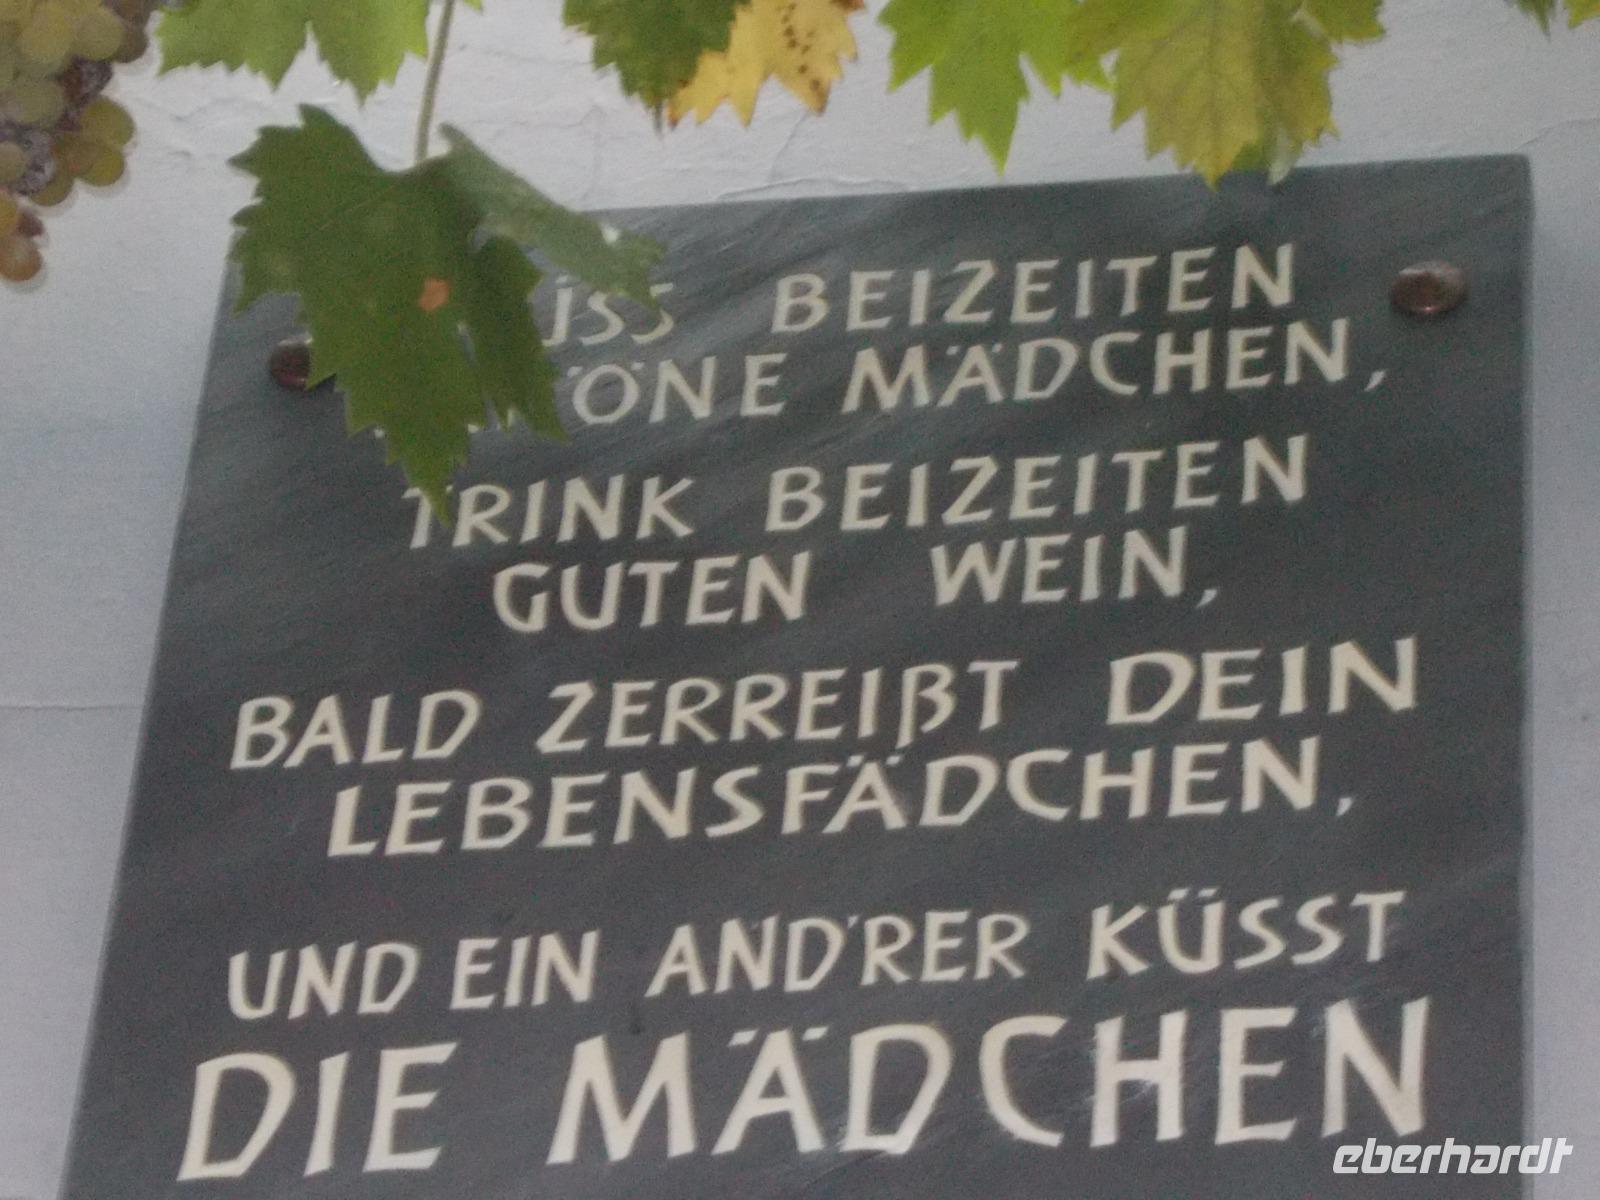 BEIZEITEN
MÄDCHEN,
TRINK BEIZEITEN
GUTEN WEIN,
BALD ZERREIßT DEIN
LEBENSFÄDCHEN,
UND EIN AND'RER KÜSST
DIE MÄDCHEN
eberhardt